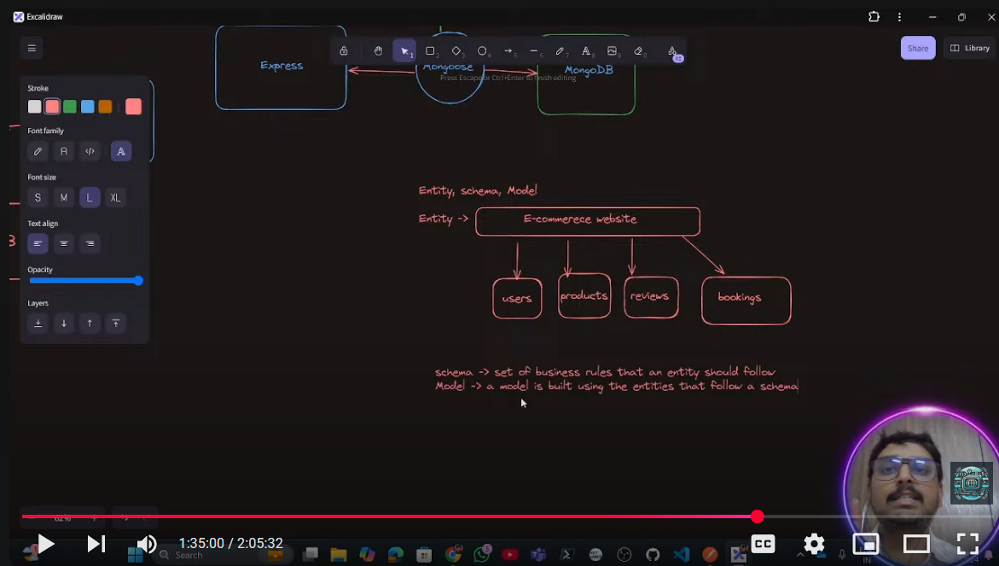 Excalidraw
Share
Library
Express
Mongoose
MongoDB
Press Escape or Ctrl+Enter to finish editing
Stroke
Font family
Font size
S M L XL
Text align
Opacity
Layers
Entity, schema, Model
Entity -> E-commerece website
users products reviews bookings
schema -> set of business rules that an entity should follow
Model -> a model is built using the entities that follow a schema
62%
1:35:00 / 2:05:32
CC
Search
IN